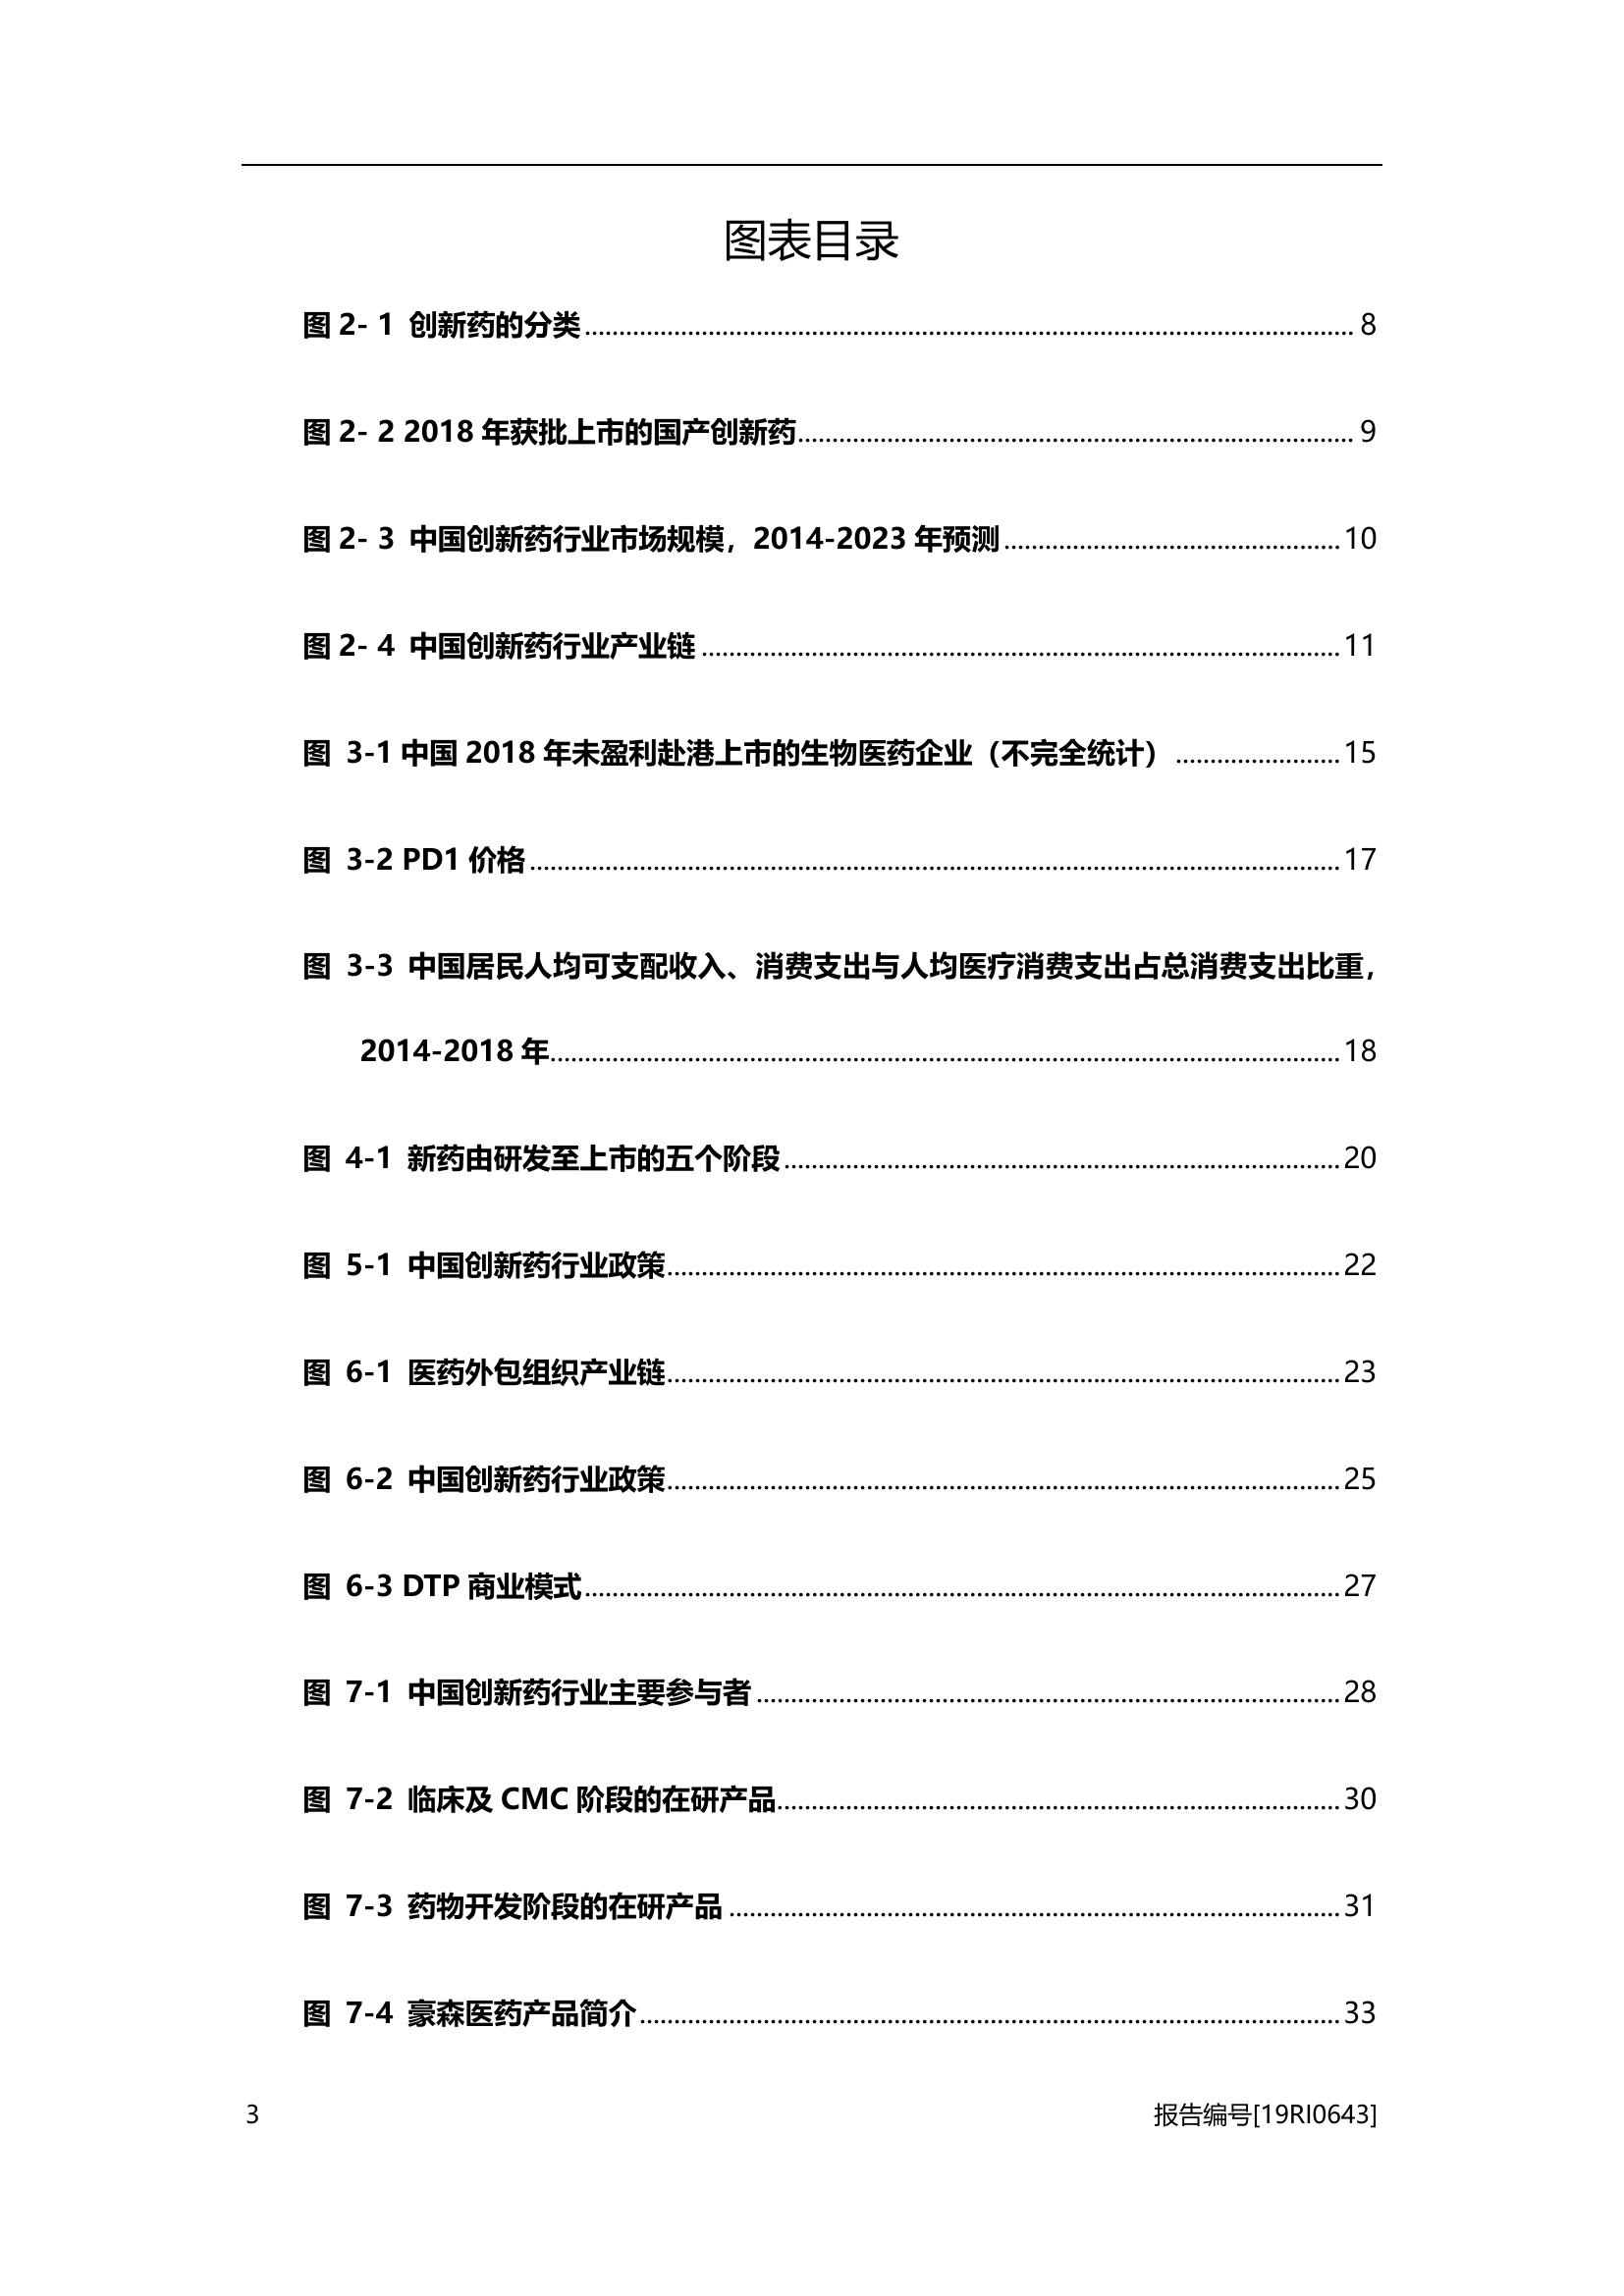 图表目录
图 2- 1 创新药的分类........................................ 8
图 2- 2 2018 年获批上市的国产创新药........................................ 9
图 2- 3 中国创新药行业市场规模，2014-2023 年预测........................................ 10
图 2- 4 中国创新药行业产业链........................................ 11
图 3-1 中国 2018 年未盈利赴港上市的生物医药企业（不完全统计）........................ 15
图 3-2 PD1 价格........................................ 17
图 3-3 中国居民人均可支配收入、消费支出与人均医疗消费支出占总消费支出比重，
2014-2018 年........................................ 18
图 4-1 新药由研发至上市的五个阶段........................................ 20
图 5-1 中国创新药行业政策........................................ 22
图 6-1 医药外包组织产业链........................................ 23
图 6-2 中国创新药行业政策........................................ 25
图 6-3 DTP 商业模式........................................ 27
图 7-1 中国创新药行业主要参与者........................................ 28
图 7-2 临床及 CMC 阶段的在研产品........................................ 30
图 7-3 药物开发阶段的在研产品........................................ 31
图 7-4 豪森医药产品简介........................................ 33
3 报告编号[19RI0643]